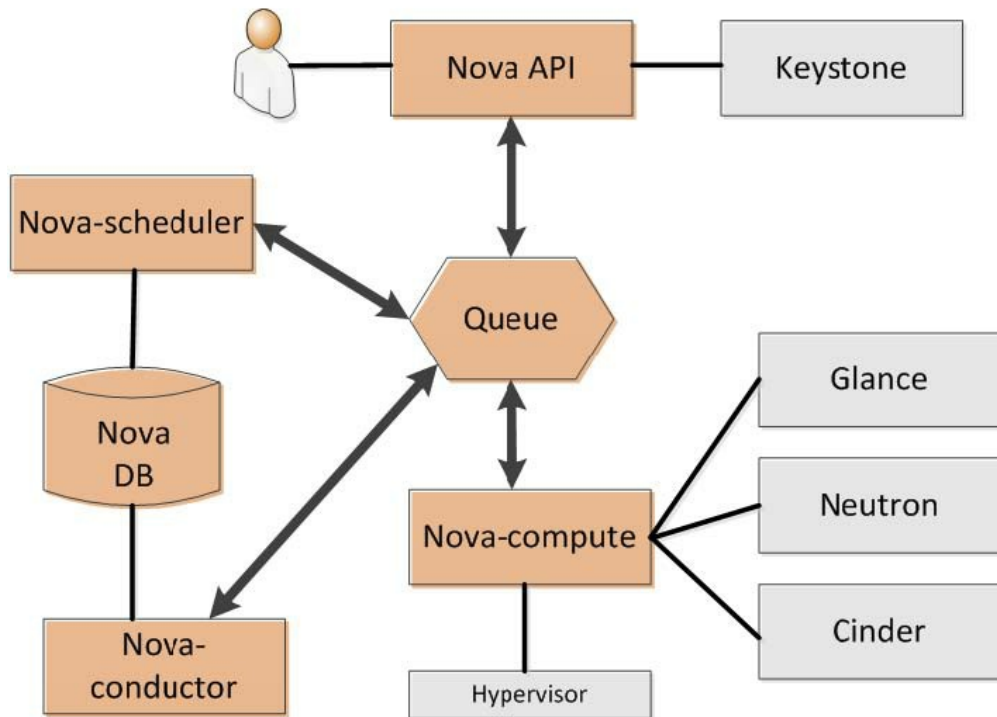 Nova API
Keystone
Nova-scheduler
Queue
Nova
DB
Glance
Neutron
Nova-compute
Cinder
Nova-
conductor
Hypervisor